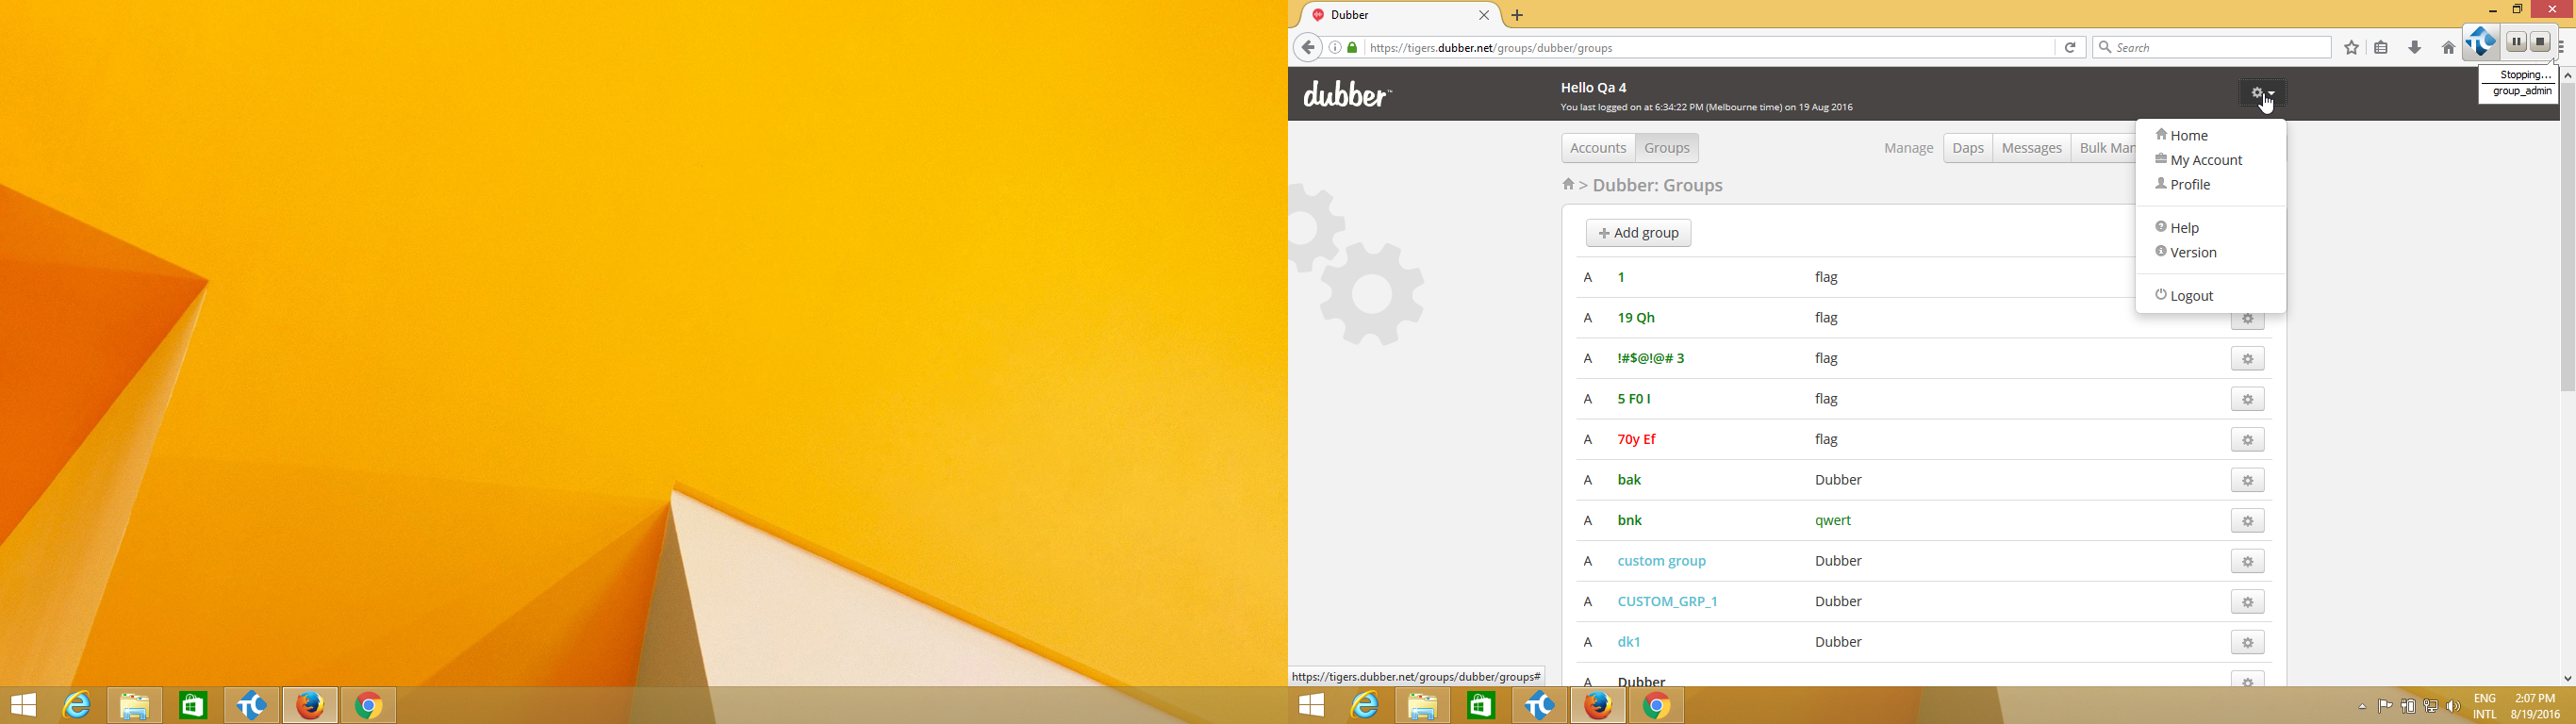 Dubber
https://tigers.dubber.net/groups/dubber/groups
Search
Stopping...
group_admin
dubber™
Hello Qa 4
You last logged on at 6:34:22 PM (Melbourne time) on 19 Aug 2016
Home
My Account
Profile
Help
Version
Logout
Accounts Groups Manage Daps Messages Bulk Man
> Dubber: Groups
Add group
A 1 flag
A 19 Qh flag
A !#$@!@# 3 flag
A 5 F0 I flag
A 70y Ef flag
A bak Dubber
A bnk qwert
A custom group Dubber
A CUSTOM_GRP_1 Dubber
A dk1 Dubber
Dubber
https://tigers.dubber.net/groups/dubber/groups#
ENG 2:07 PM
INTL 8/19/2016